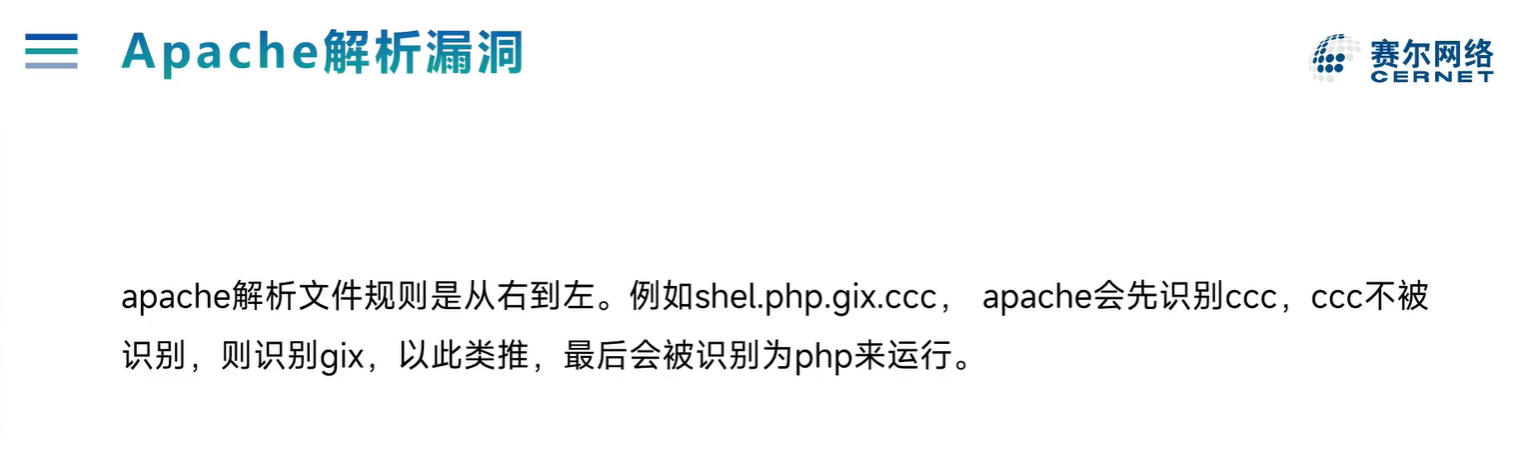 Apache解析漏洞
赛尔网络
CERNET
apache解析文件规则是从右到左。例如shel.php.gix.ccc， apache会先识别ccc，ccc不被
识别，则识别gix，以此类推，最后会被识别为php来运行。